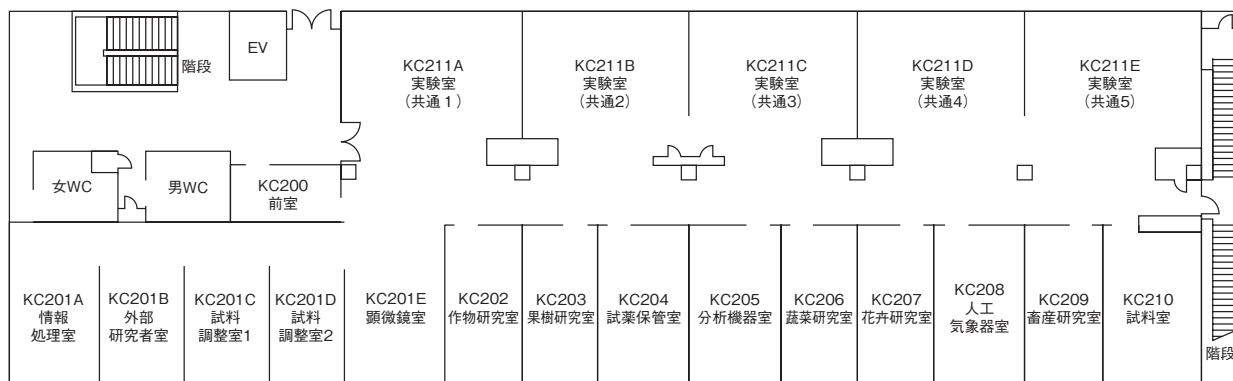 EV
階段
KC211A
実験室
（共通１）
KC211B
実験室
（共通2）
KC211C
実験室
（共通3）
KC211D
実験室
（共通4）
KC211E
実験室
（共通5）
女WC
男WC
KC200
前室
KC201A
情報
処理室
KC201B
外部
研究者室
KC201C
試料
調整室1
KC201D
試料
調整室2
KC201E
顕微鏡室
KC202
作物研究室
KC203
果樹研究室
KC204
試薬保管室
KC205
分析機器室
KC206
蔬菜研究室
KC207
花卉研究室
KC208
人工
気象器室
KC209
畜産研究室
KC210
試料室
階段